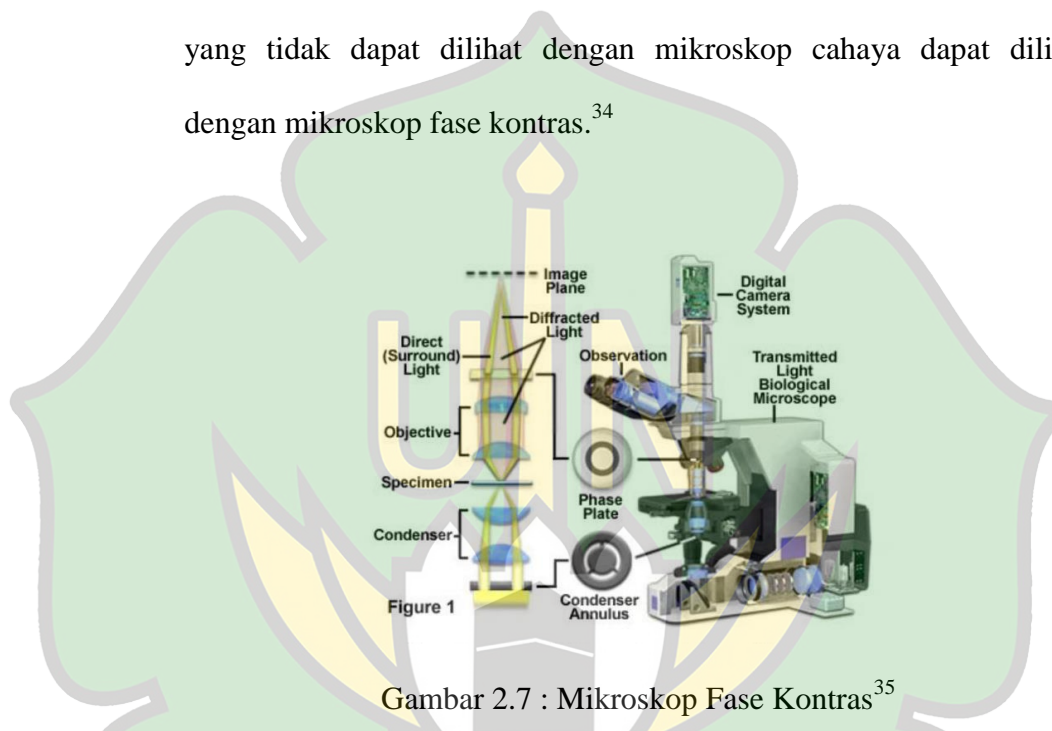 yang tidak dapat dilihat dengan mikroskop cahaya dapat dili
dengan mikroskop fase kontras.³⁴
Image
Plane
Diffracted
Light
Direct
(Surround)
Light
Objective
Specimen
Condenser
Figure 1
Observation
Phase
Plate
Condenser
Annulus
Digital
Camera
System
Transmitted
Light
Biological
Microscope
UIN
Gambar 2.7 : Mikroskop Fase Kontras³⁵